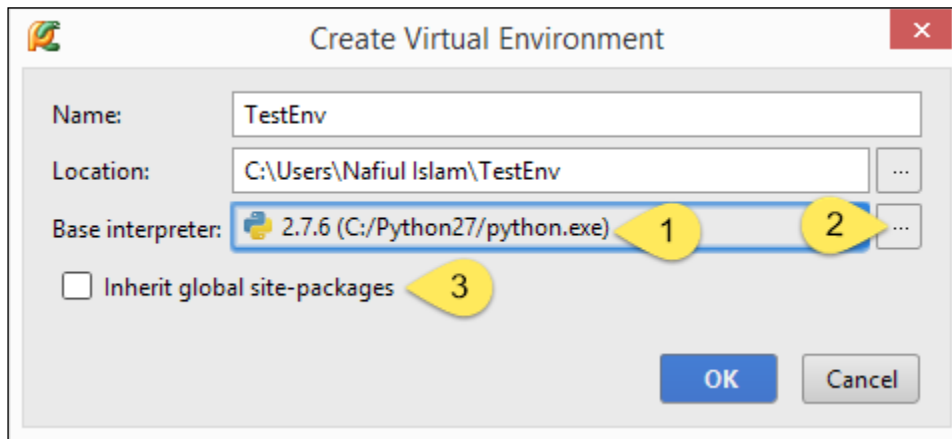 Create Virtual Environment
Name: TestEnv
Location: C:\Users\Nafiul Islam\TestEnv ...
Base interpreter: 2.7.6 (C:/Python27/python.exe) 1 2 ...
Inherit global site-packages 3
OK Cancel